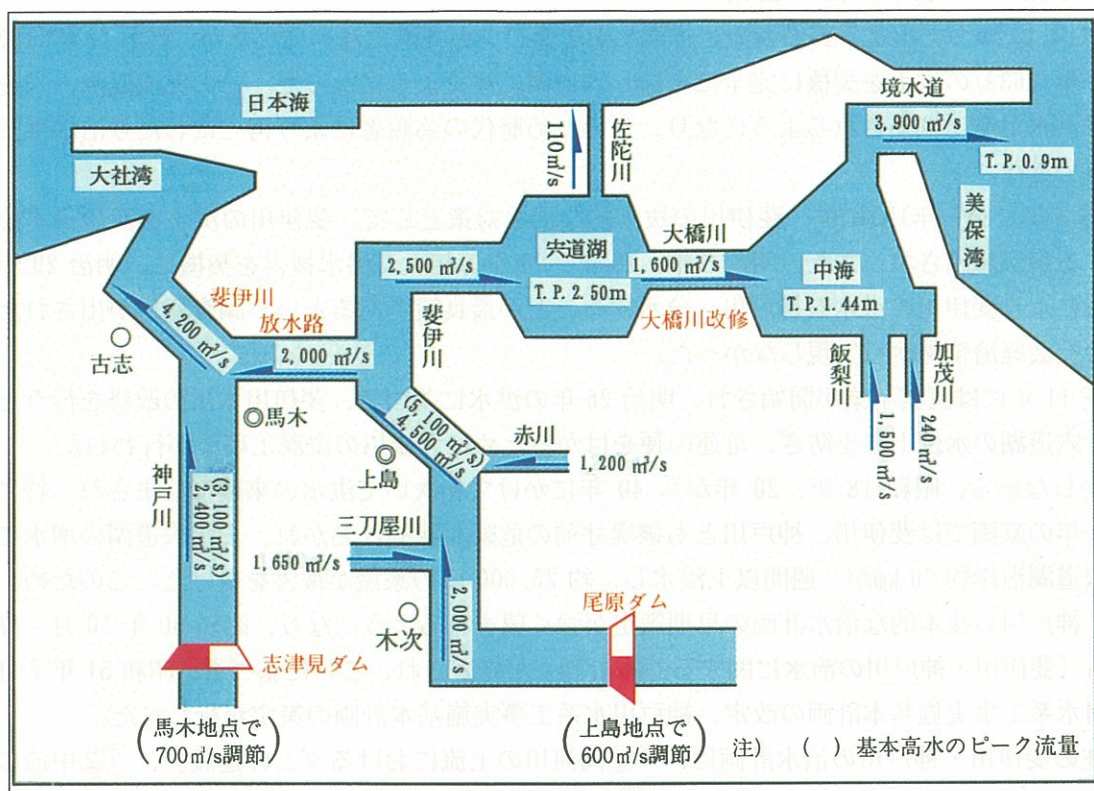 日本海
境水道
3,900㎥/s
T.P. 0.9m
大社湾
110㎥/s
佐陀川
美保湾
宍道湖
大橋川
2,500㎥/s
1,600㎥/s
中海
T.P. 2.50m
T.P. 1.44m
斐伊川
放水路
大橋川改修
4,200㎥/s
2,000㎥/s
斐伊川
古志
飯梨川
加茂川
馬木
(5,100㎥/s)
4,500㎥/s
赤川
1,200㎥/s
1,500㎥/s
240㎥/s
上島
神戸川
(3,100㎥/s)
2,400㎥/s
三刀屋川
1,650㎥/s
木次
2,000㎥/s
尾原ダム
志津見ダム
(馬木地点で
700㎥/s調節)
(上島地点で
600㎥/s調節)
注) ( ) 基本高水のピーク流量